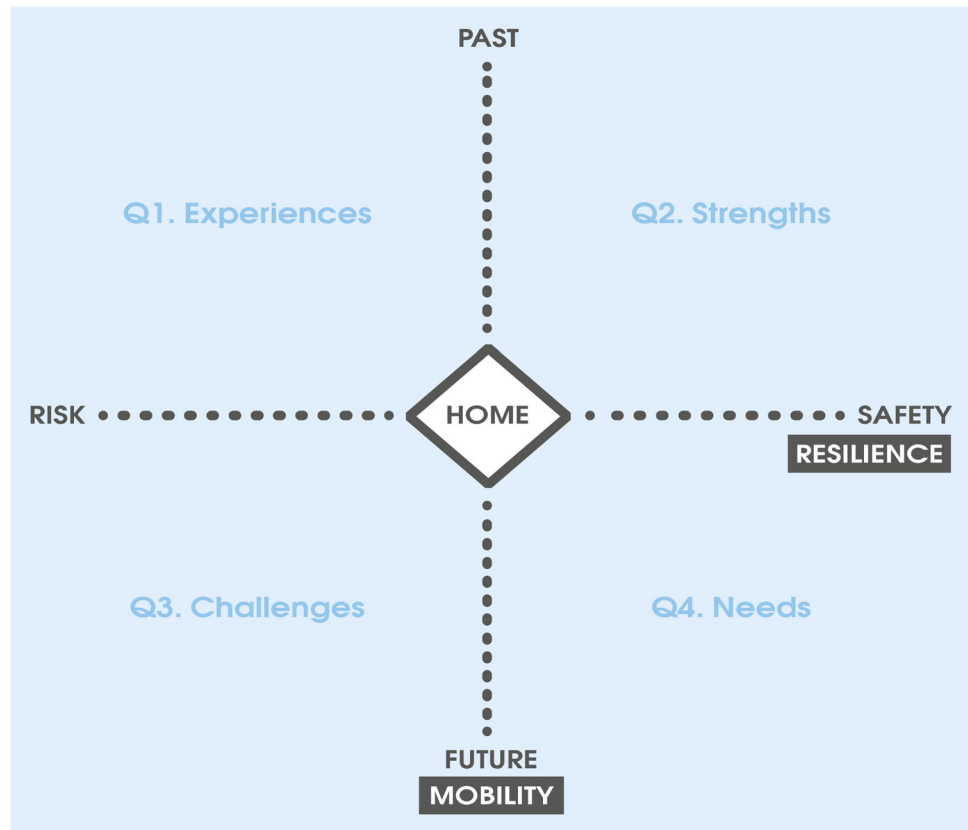 PAST
Q1. Experiences
Q2. Strengths
RISK
HOME
SAFETY
RESILIENCE
Q3. Challenges
Q4. Needs
FUTURE
MOBILITY